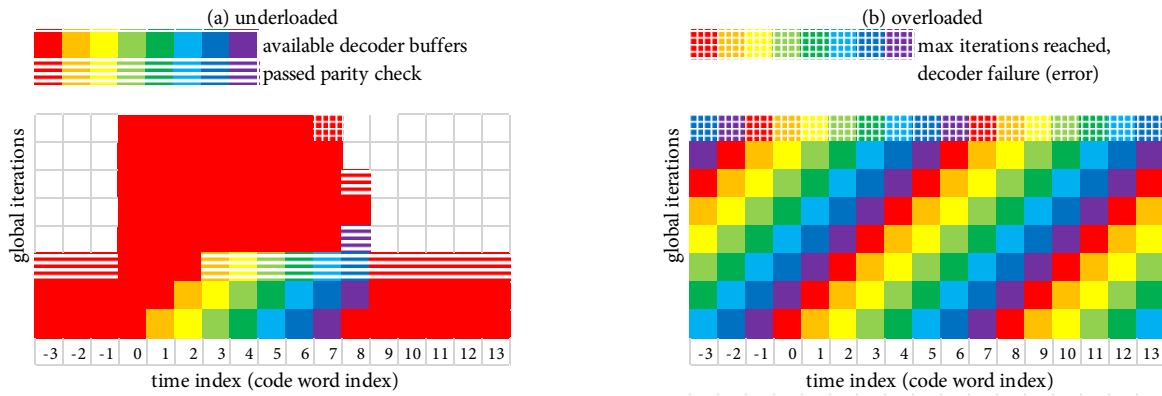 (a) underloaded
available decoder buffers
passed parity check
global iterations
-3 -2 -1 0 1 2 3 4 5 6 7 8 9 10 11 12 13
time index (code word index)
(b) overloaded
max iterations reached,
decoder failure (error)
global iterations
-3 -2 -1 0 1 2 3 4 5 6 7 8 9 10 11 12 13
time index (code word index)